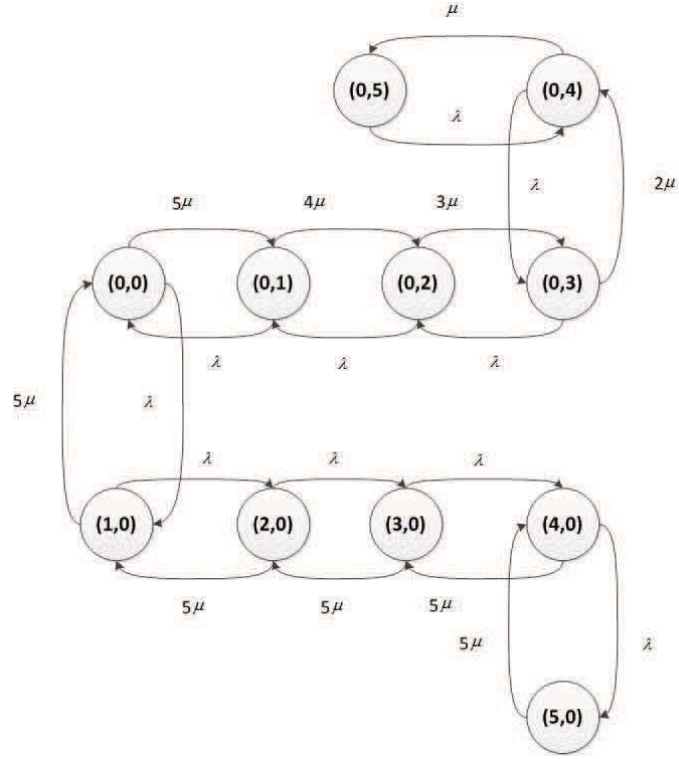 μ
(0,5)
(0,4)
λ
λ
2μ
5μ
4μ
3μ
(0,0)
(0,1)
(0,2)
(0,3)
λ
λ
λ
5μ
λ
λ
λ
λ
(1,0)
(2,0)
(3,0)
(4,0)
5μ
5μ
5μ
5μ
λ
(5,0)